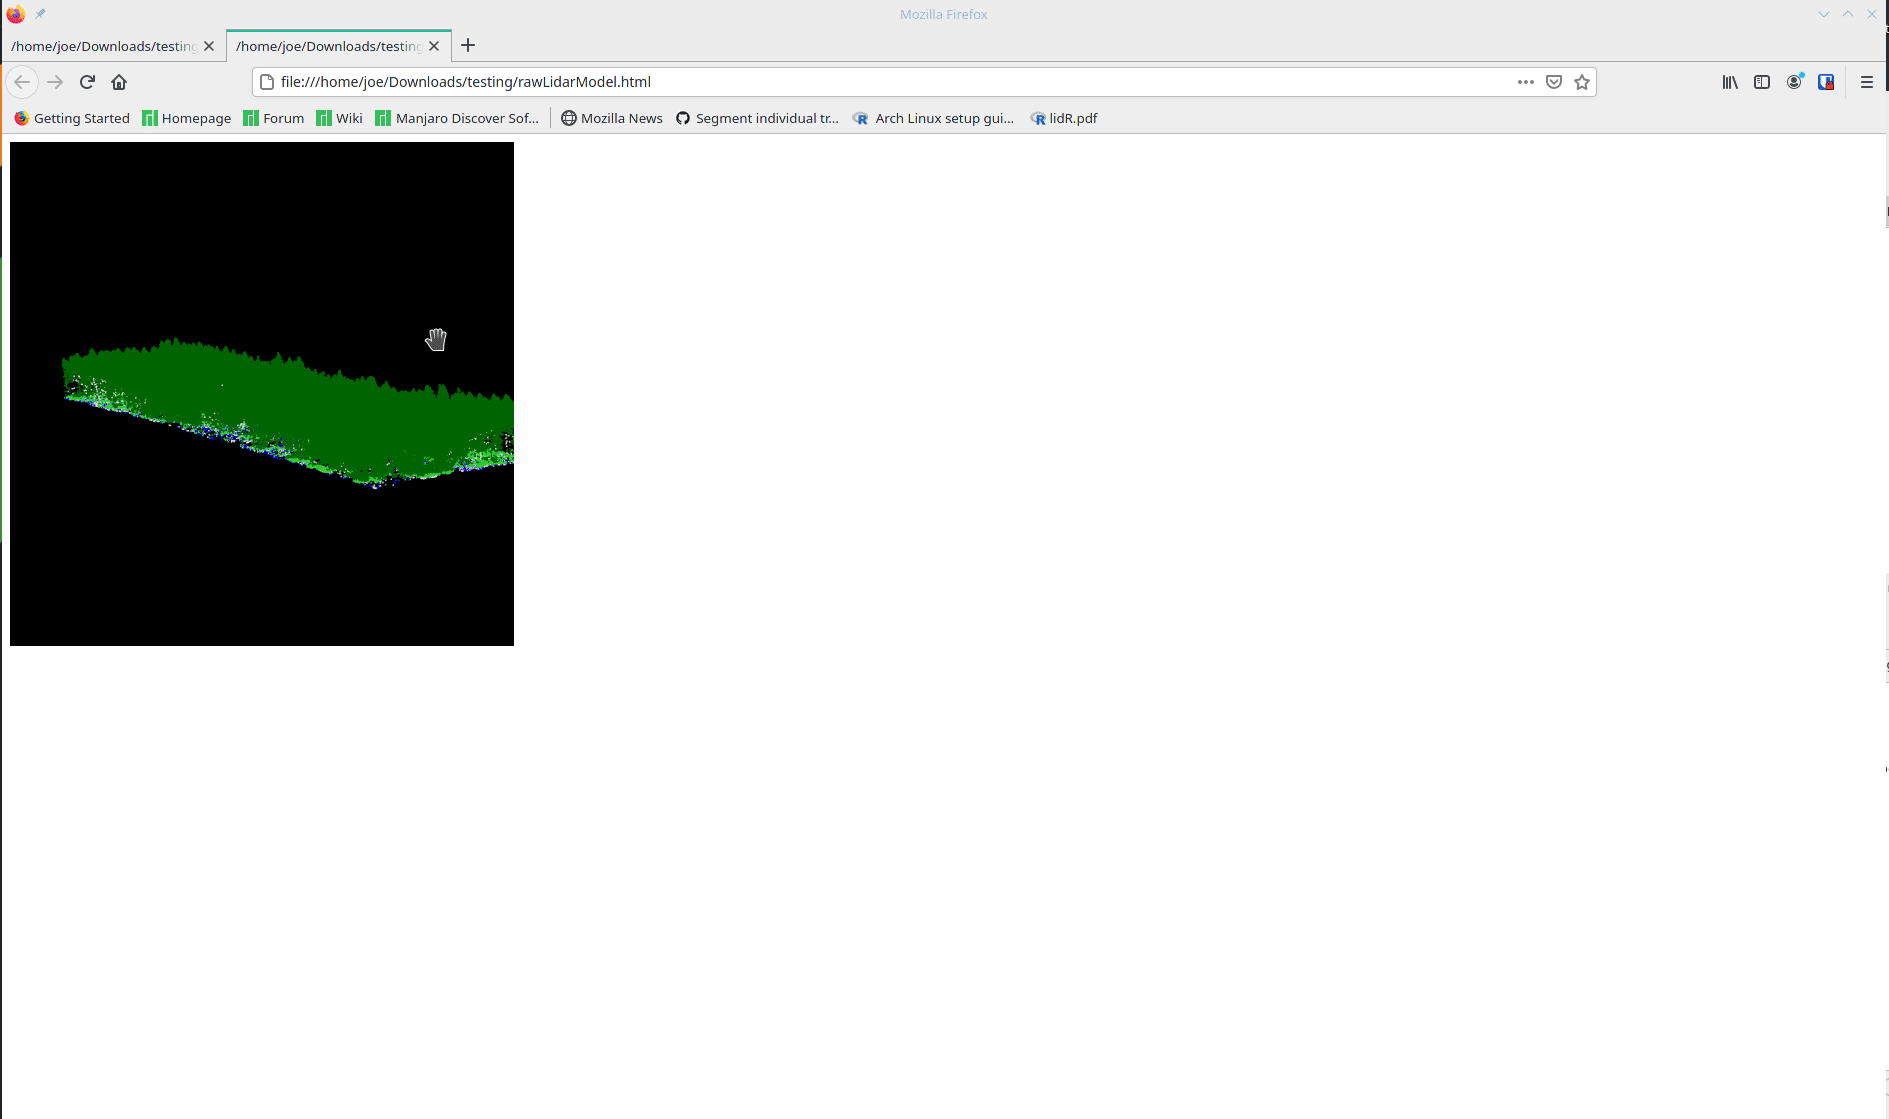 Mozilla Firefox
/home/joe/Downloads/testing
/home/joe/Downloads/testing
file:///home/joe/Downloads/testing/rawLidarModel.html
Getting Started Homepage Forum Wiki Manjaro Discover Sof... Mozilla News Segment individual tr... Arch Linux setup gui... lidR.pdf